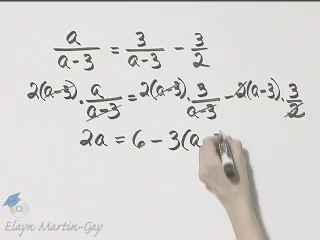 a/(a-3) = 3/(a-3) - 3/2
2(a-3) · a/(a-3) = 2(a-3) · 3/(a-3) - 2(a-3) · 3/2
2a = 6 - 3(a
Elayn Martin-Gay